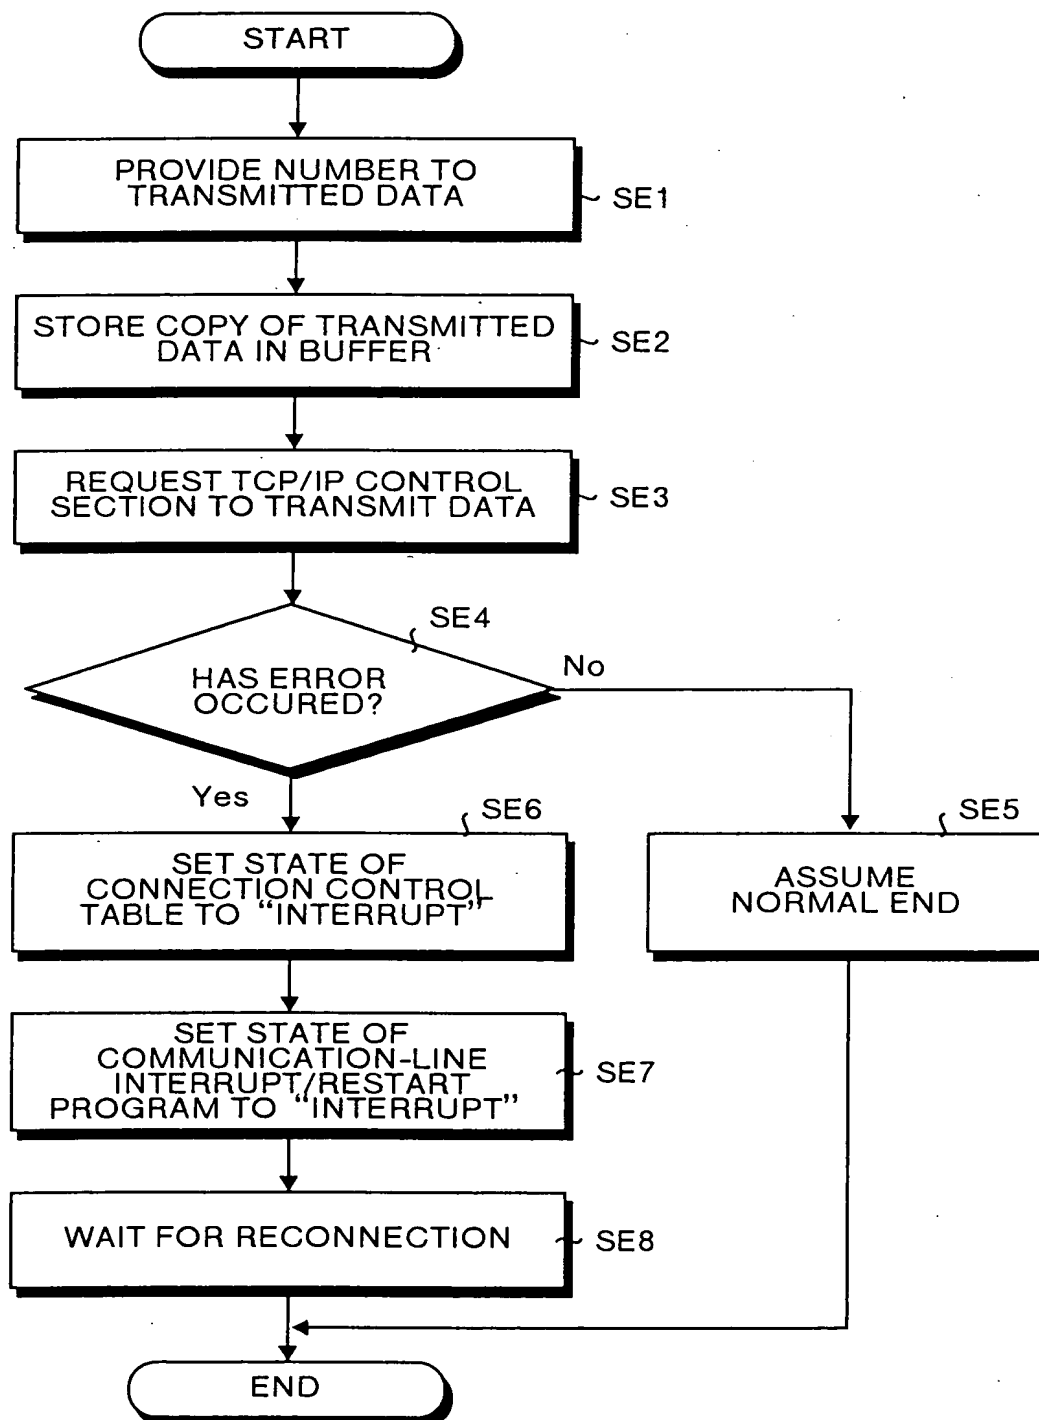 START
PROVIDE NUMBER TO
TRANSMITTED DATA
SE1
STORE COPY OF TRANSMITTED
DATA IN BUFFER
SE2
REQUEST TCP/IP CONTROL
SECTION TO TRANSMIT DATA
SE3
SE4
HAS ERROR
OCCURED?
No
Yes
SE6
SET STATE OF
CONNECTION CONTROL
TABLE TO “INTERRUPT”
SE5
ASSUME
NORMAL END
SET STATE OF
COMMUNICATION-LINE
INTERRUPT/RESTART
PROGRAM TO “INTERRUPT”
SE7
WAIT FOR RECONNECTION
SE8
END